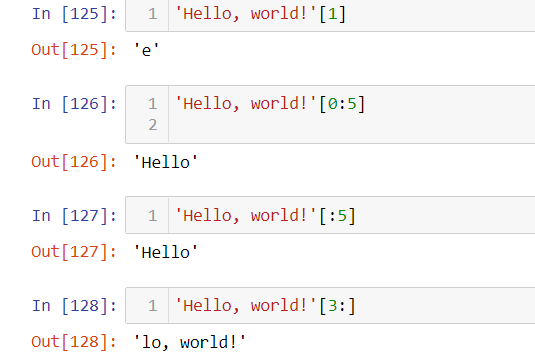 In [125]: 1 'Hello, world!'[1]
Out[125]: 'e'
In [126]: 1 'Hello, world!'[0:5]
2
Out[126]: 'Hello'
In [127]: 1 'Hello, world!'[:5]
Out[127]: 'Hello'
In [128]: 1 'Hello, world!'[3:]
Out[128]: 'lo, world!'